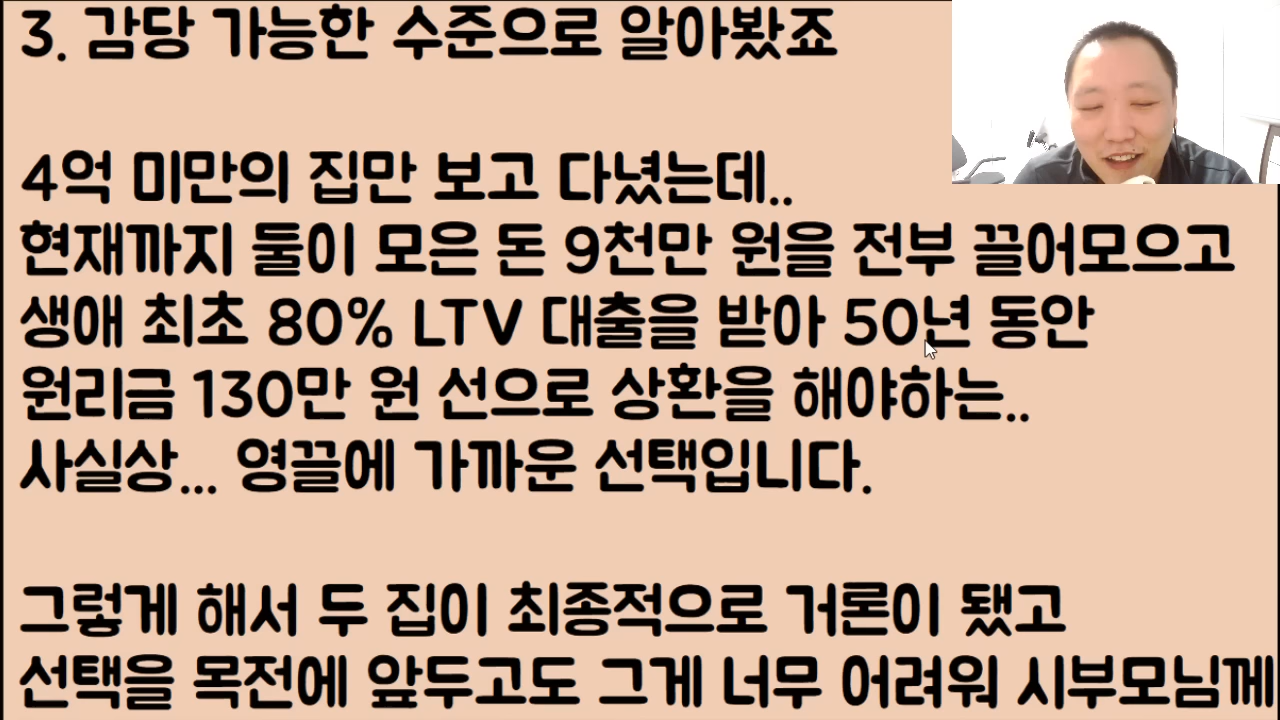 3. 감당 가능한 수준으로 알아봤죠
4억 미만의 집만 보고 다녔는데..
현재까지 둘이 모은 돈 9천만 원을 전부 끌어모으고
생애 최초 80% LTV 대출을 받아 50년 동안
원리금 130만 원 선으로 상환을 해야하는..
사실상... 영끌에 가까운 선택입니다.
그렇게 해서 두 집이 최종적으로 거론이 됐고
선택을 목전에 앞두고도 그게 너무 어려워 시부모님께